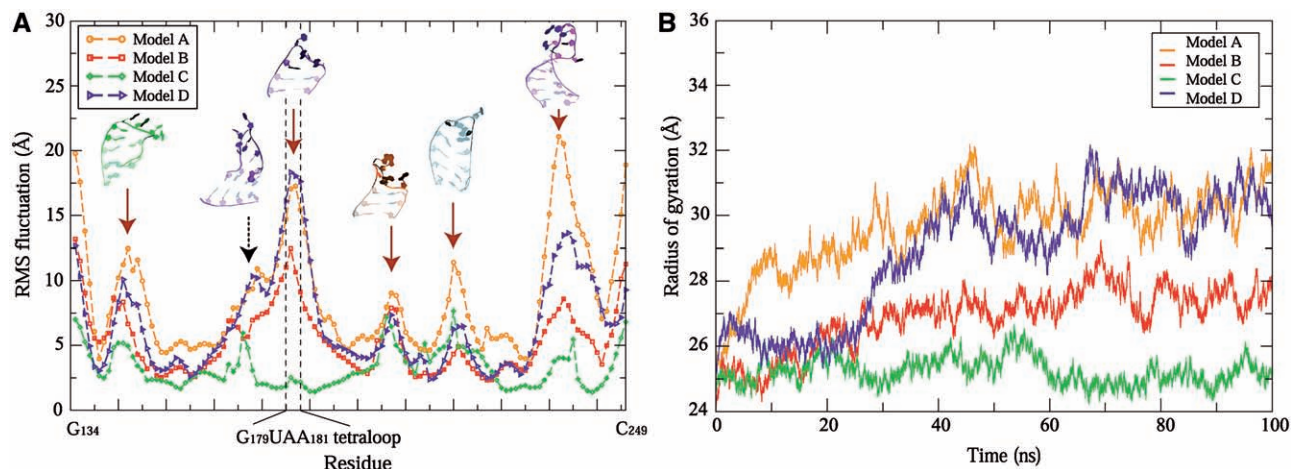 A
30
25
20
15
10
5
0
RMS fluctuation (Å)
Model A
Model B
Model C
Model D
G134
G179UAA181 tetraloop
C249
Residue
B
36
34
32
30
28
26
24
Radius of gyration (Å)
Model A
Model B
Model C
Model D
0 20 40 60 80 100
Time (ns)